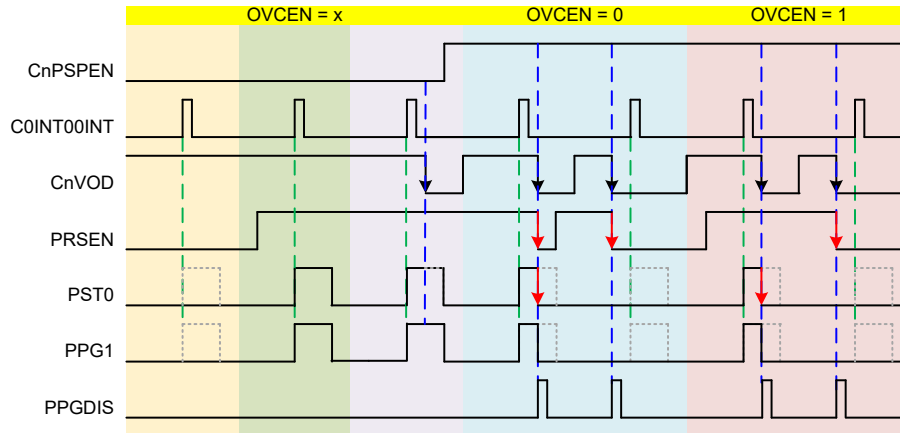 OVCEN = x OVCEN = 0 OVCEN = 1
CnPSPEN
C0INT00INT
CnVOD
PRSEN
PST0
PPG1
PPGDIS